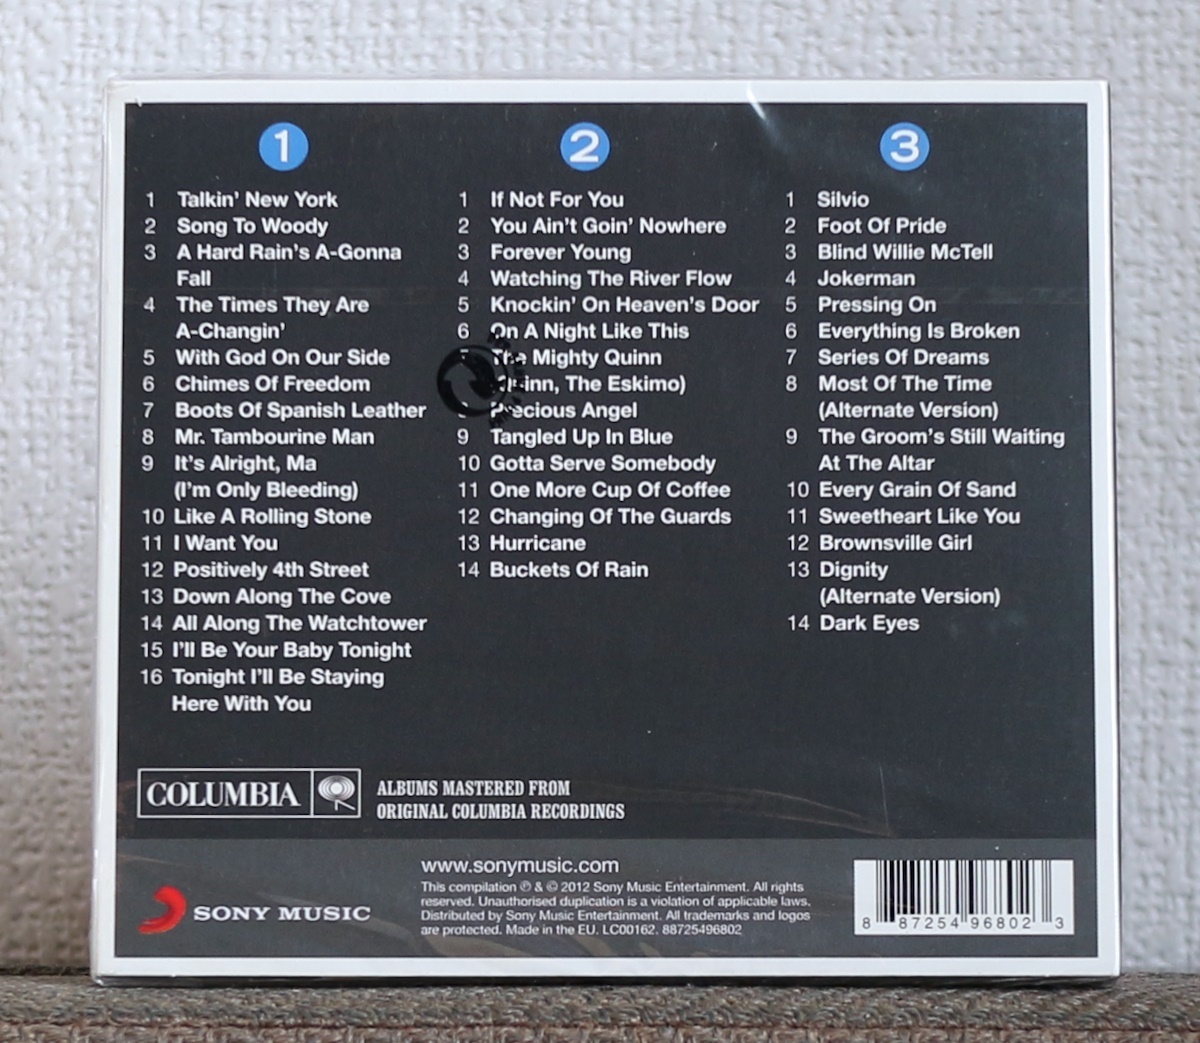 1
1 Talkin' New York
2 Song To Woody
3 A Hard Rain's A-Gonna
Fall
4 The Times They Are
A-Changin'
5 With God On Our Side
6 Chimes Of Freedom
7 Boots Of Spanish Leather
8 Mr. Tambourine Man
9 It's Alright, Ma
(I'm Only Bleeding)
10 Like A Rolling Stone
11 I Want You
12 Positively 4th Street
13 Down Along The Cove
14 All Along The Watchtower
15 I'll Be Your Baby Tonight
16 Tonight I'll Be Staying
Here With You
2
1 If Not For You
2 You Ain't Goin' Nowhere
3 Forever Young
4 Watching The River Flow
5 Knockin' On Heaven's Door
6 On A Night Like This
The Mighty Quinn
(Quinn, The Eskimo)
Precious Angel
9 Tangled Up In Blue
10 Gotta Serve Somebody
11 One More Cup Of Coffee
12 Changing Of The Guards
13 Hurricane
14 Buckets Of Rain
3
1 Silvio
2 Foot Of Pride
3 Blind Willie McTell
4 Jokerman
5 Pressing On
6 Everything Is Broken
7 Series Of Dreams
8 Most Of The Time
(Alternate Version)
9 The Groom's Still Waiting
At The Altar
10 Every Grain Of Sand
11 Sweetheart Like You
12 Brownsville Girl
13 Dignity
(Alternate Version)
14 Dark Eyes
COLUMBIA
ALBUMS MASTERED FROM
ORIGINAL COLUMBIA RECORDINGS
SONY MUSIC
www.sonymusic.com
This compilation ℗ & © 2012 Sony Music Entertainment. All rights
reserved. Unauthorised duplication is a violation of applicable laws.
Distributed by Sony Music Entertainment. All trademarks and logos
are protected. Made in the EU. LC00162. 88725496802
8 87254 96802 3